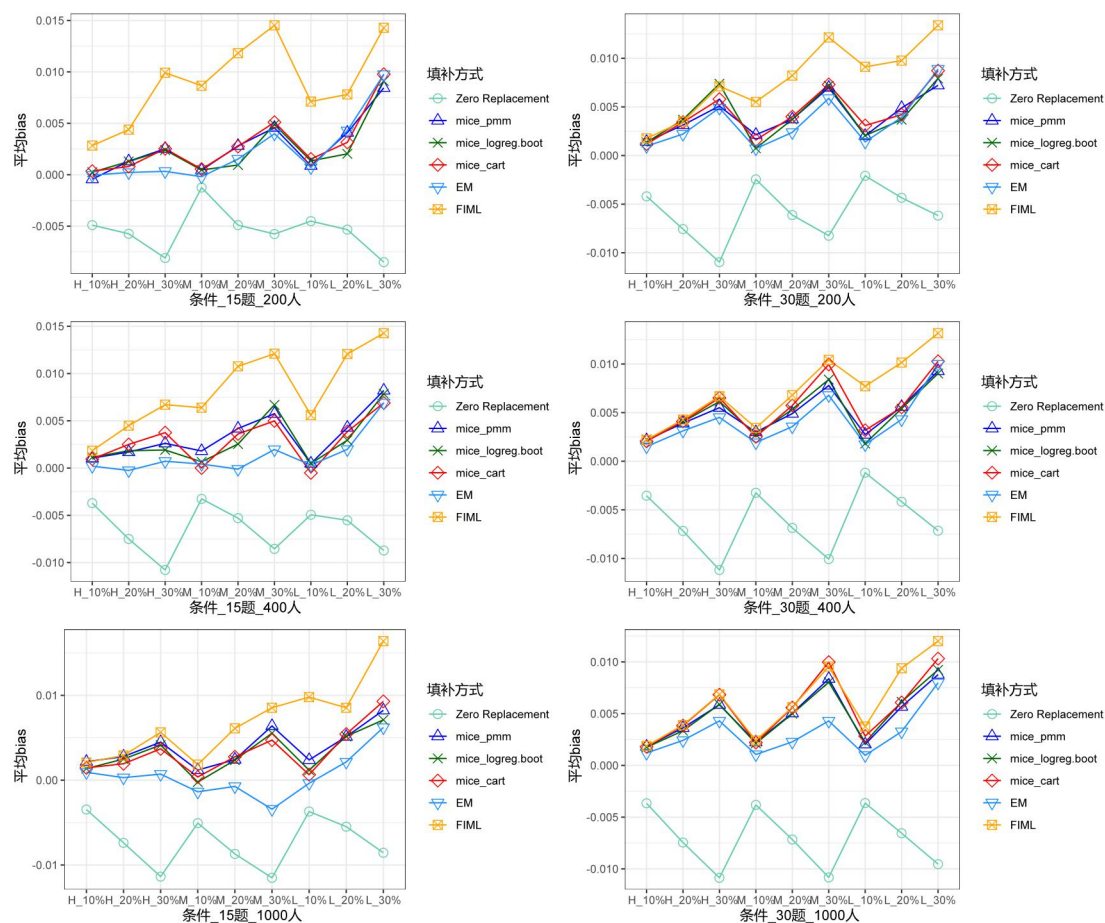 0.015
0.010
0.005
0.000
-0.005
平均bias
H_10%
H_20%
H_30%
M_10%
M_20%
M_30%
L_10%
L_20%
L_30%
条件_15题_200人
填补方式
Zero Replacement
mice_pmm
mice_logreg.boot
mice_cart
EM
FIML
0.010
0.005
0.000
-0.005
-0.010
平均bias
H_10%
H_20%
H_30%
M_10%
M_20%
M_30%
L_10%
L_20%
L_30%
条件_30题_200人
填补方式
Zero Replacement
mice_pmm
mice_logreg.boot
mice_cart
EM
FIML
0.015
0.010
0.005
0.000
-0.005
-0.010
平均bias
H_10%
H_20%
H_30%
M_10%
M_20%
M_30%
L_10%
L_20%
L_30%
条件_15题_400人
填补方式
Zero Replacement
mice_pmm
mice_logreg.boot
mice_cart
EM
FIML
0.010
0.005
0.000
-0.005
-0.010
平均bias
H_10%
H_20%
H_30%
M_10%
M_20%
M_30%
L_10%
L_20%
L_30%
条件_30题_400人
填补方式
Zero Replacement
mice_pmm
mice_logreg.boot
mice_cart
EM
FIML
0.01
0.00
-0.01
平均bias
H_10%
H_20%
H_30%
M_10%
M_20%
M_30%
L_10%
L_20%
L_30%
条件_15题_1000人
填补方式
Zero Replacement
mice_pmm
mice_logreg.boot
mice_cart
EM
FIML
0.010
0.005
0.000
-0.005
-0.010
平均bias
H_10%
H_20%
H_30%
M_10%
M_20%
M_30%
L_10%
L_20%
L_30%
条件_30题_1000人
填补方式
Zero Replacement
mice_pmm
mice_logreg.boot
mice_cart
EM
FIML